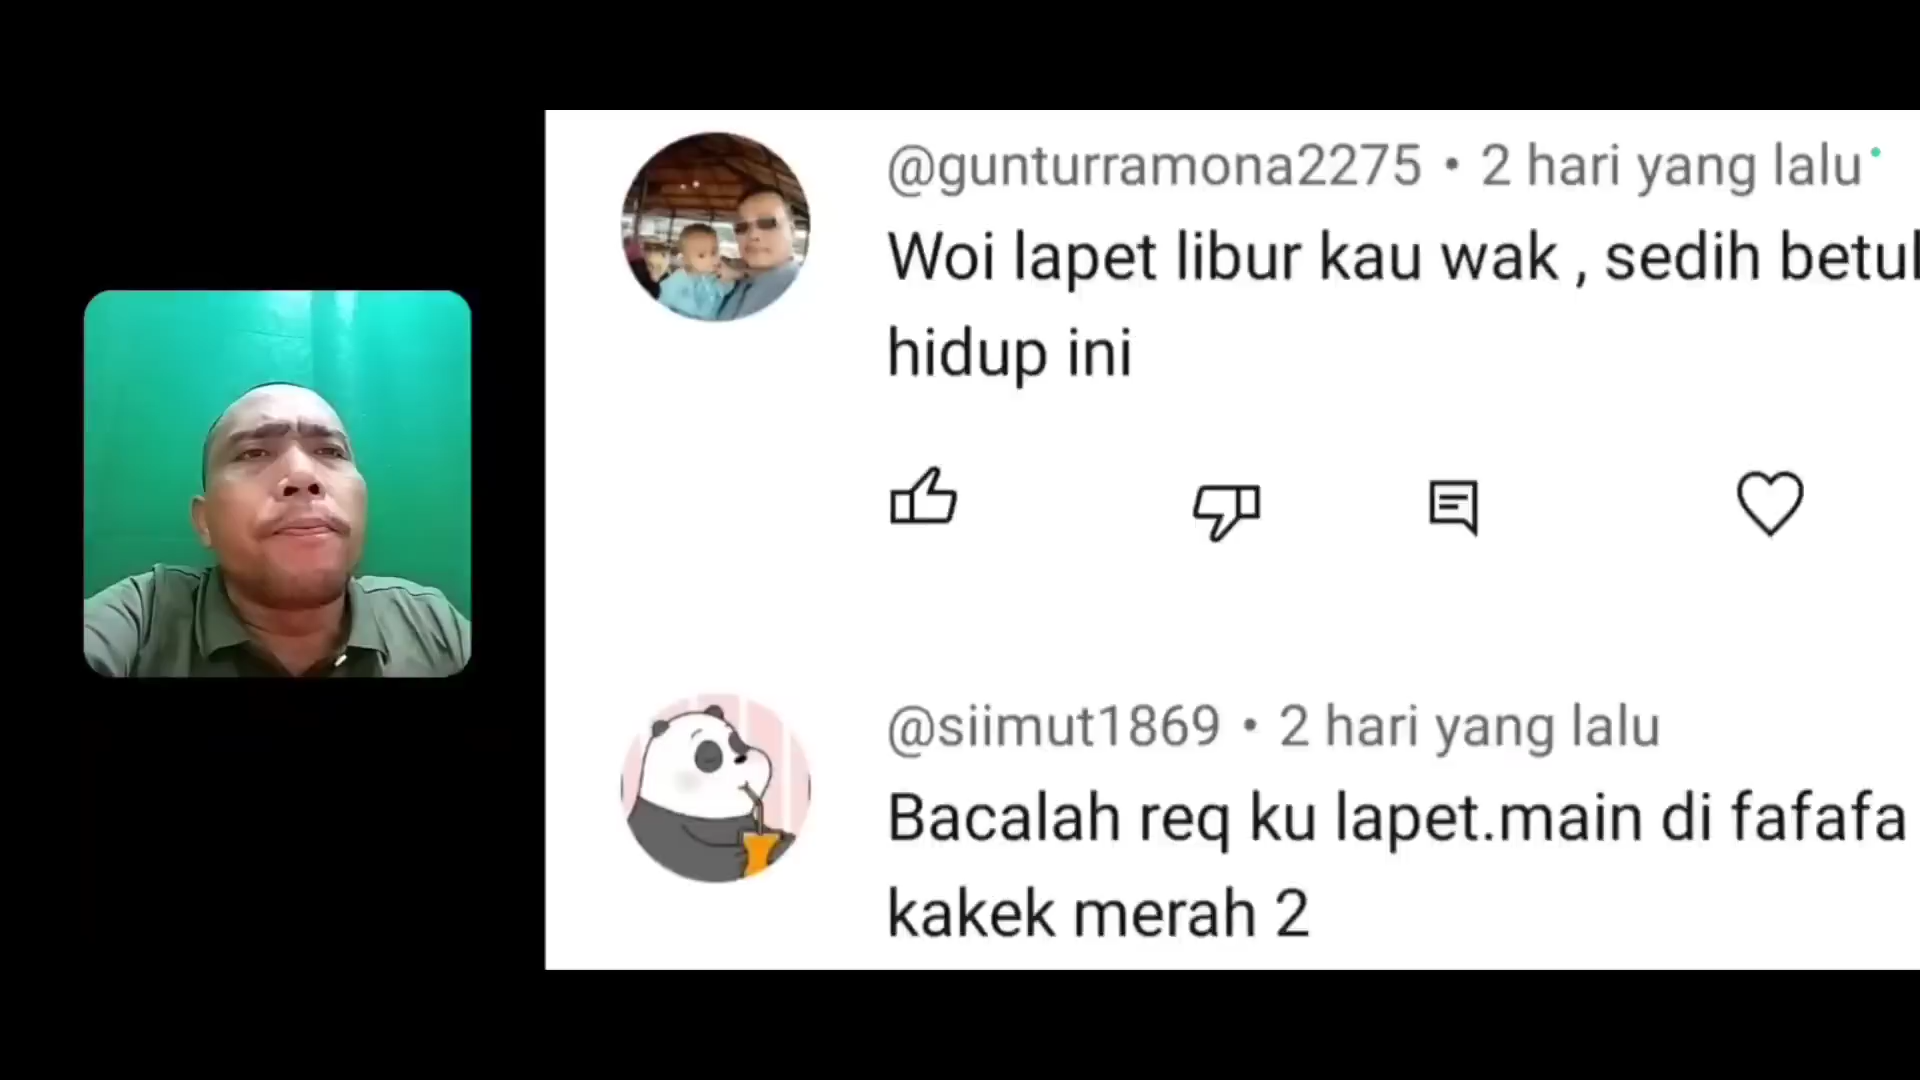 @gunturramona2275 • 2 hari yang lalu
Woi lapet libur kau wak , sedih betul
hidup ini
@siimut1869 • 2 hari yang lalu
Bacalah req ku lapet.main di fafafa
kakek merah 2